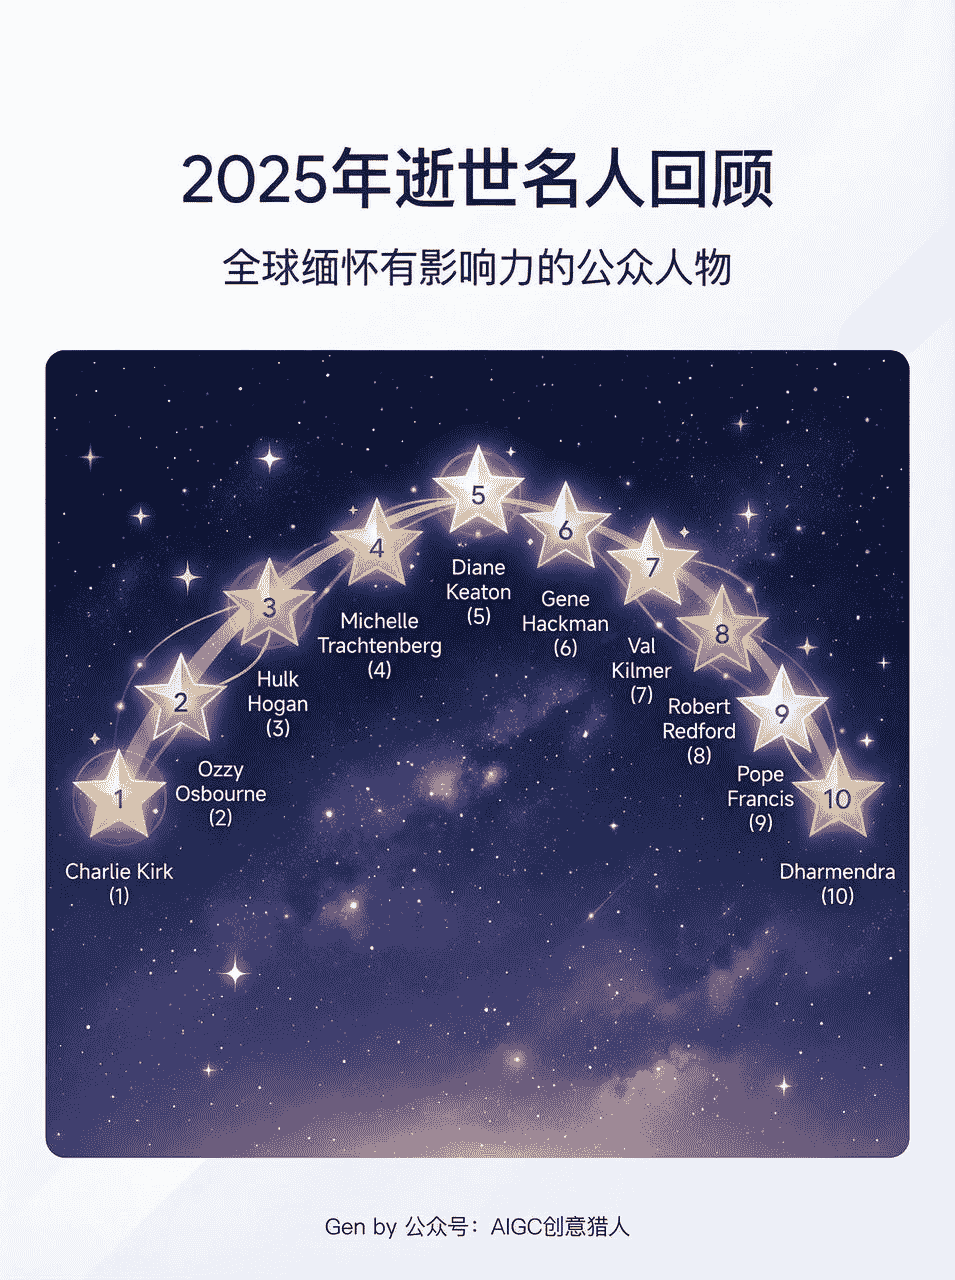 2025年逝世名人回顾
全球缅怀有影响力的公众人物
1
Charlie Kirk
(1)
2
Ozzy
Osbourne
(2)
3
Hulk
Hogan
(3)
4
Michelle
Trachtenberg
(4)
5
Diane
Keaton
(5)
6
Gene
Hackman
(6)
7
Val
Kilmer
(7)
8
Robert
Redford
(8)
9
Pope
Francis
(9)
10
Dharmendra
(10)
Gen by 公众号：AIGC创意猎人